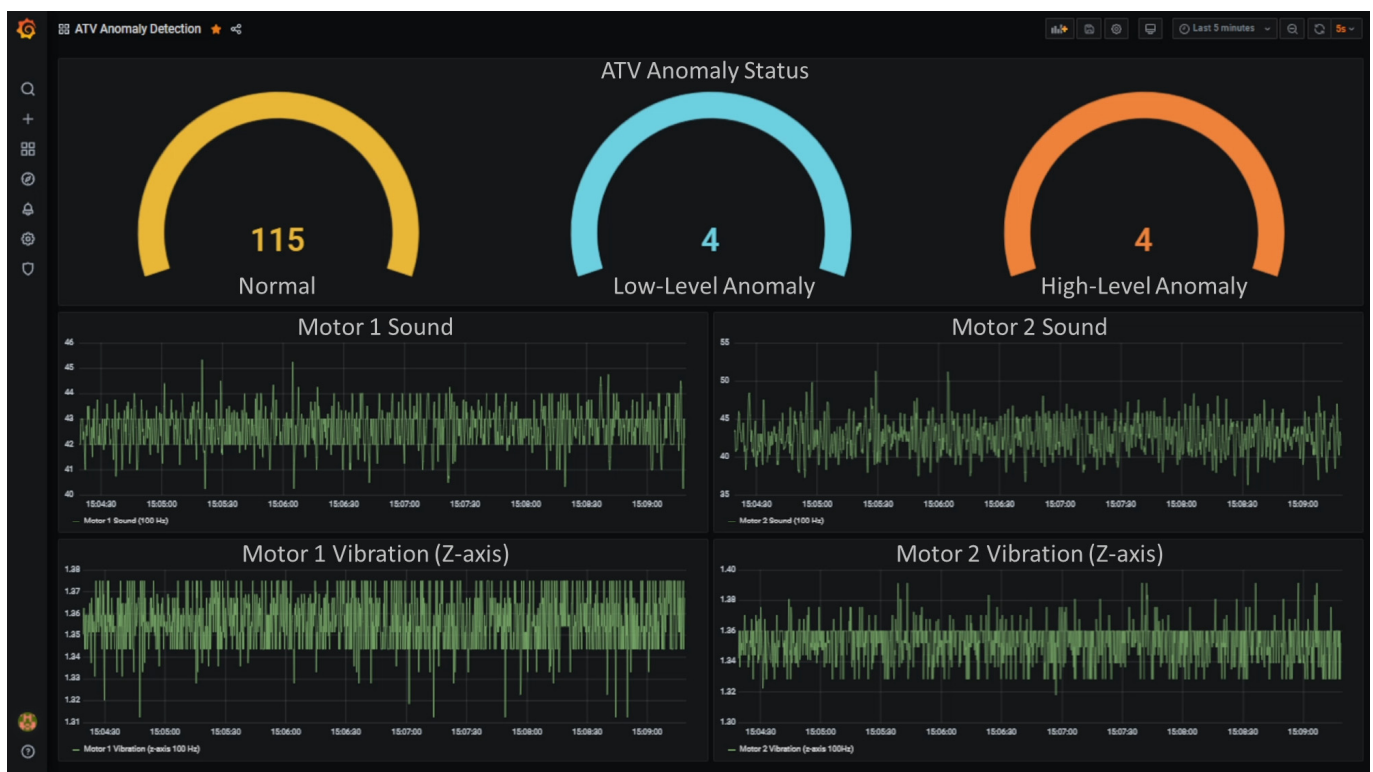 ATV Anomaly Detection
Last 5 minutes
5s
ATV Anomaly Status
115
Normal
4
Low-Level Anomaly
4
High-Level Anomaly
Motor 1 Sound
46
45
44
43
42
41
40
15:04:30 15:05:00 15:05:30 15:06:00 15:06:30 15:07:00 15:07:30 15:08:00 15:08:30 15:09:00
Motor 1 Sound (100 Hz)
Motor 2 Sound
55
50
45
40
35
15:04:30 15:05:00 15:05:30 15:06:00 15:06:30 15:07:00 15:07:30 15:08:00 15:08:30 15:09:00
Motor 2 Sound (100 Hz)
Motor 1 Vibration (Z-axis)
1.38
1.37
1.36
1.35
1.34
1.33
1.32
1.31
15:04:30 15:05:00 15:05:30 15:06:00 15:06:30 15:07:00 15:07:30 15:08:00 15:08:30 15:09:00
Motor 1 Vibration (z-axis 100 Hz)
Motor 2 Vibration (Z-axis)
1.40
1.38
1.36
1.34
1.32
1.30
15:04:30 15:05:00 15:05:30 15:06:00 15:06:30 15:07:00 15:07:30 15:08:00 15:08:30 15:09:00
Motor 2 Vibration (z-axis 100Hz)